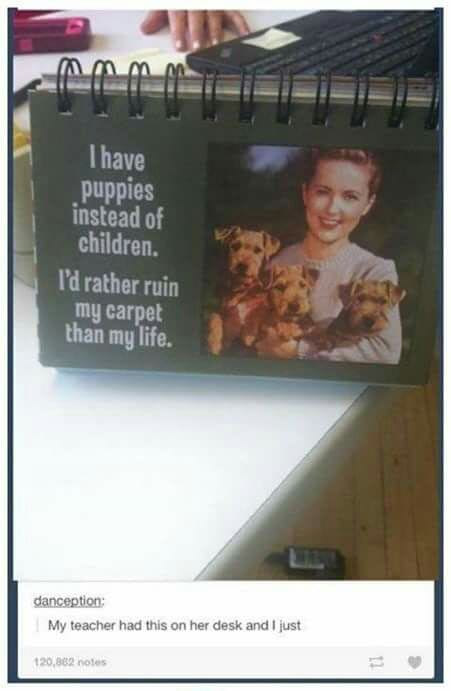 I have
puppies
instead of
children.
I'd rather ruin
my carpet
than my life.
danception:
My teacher had this on her desk and I just
120,862 notes